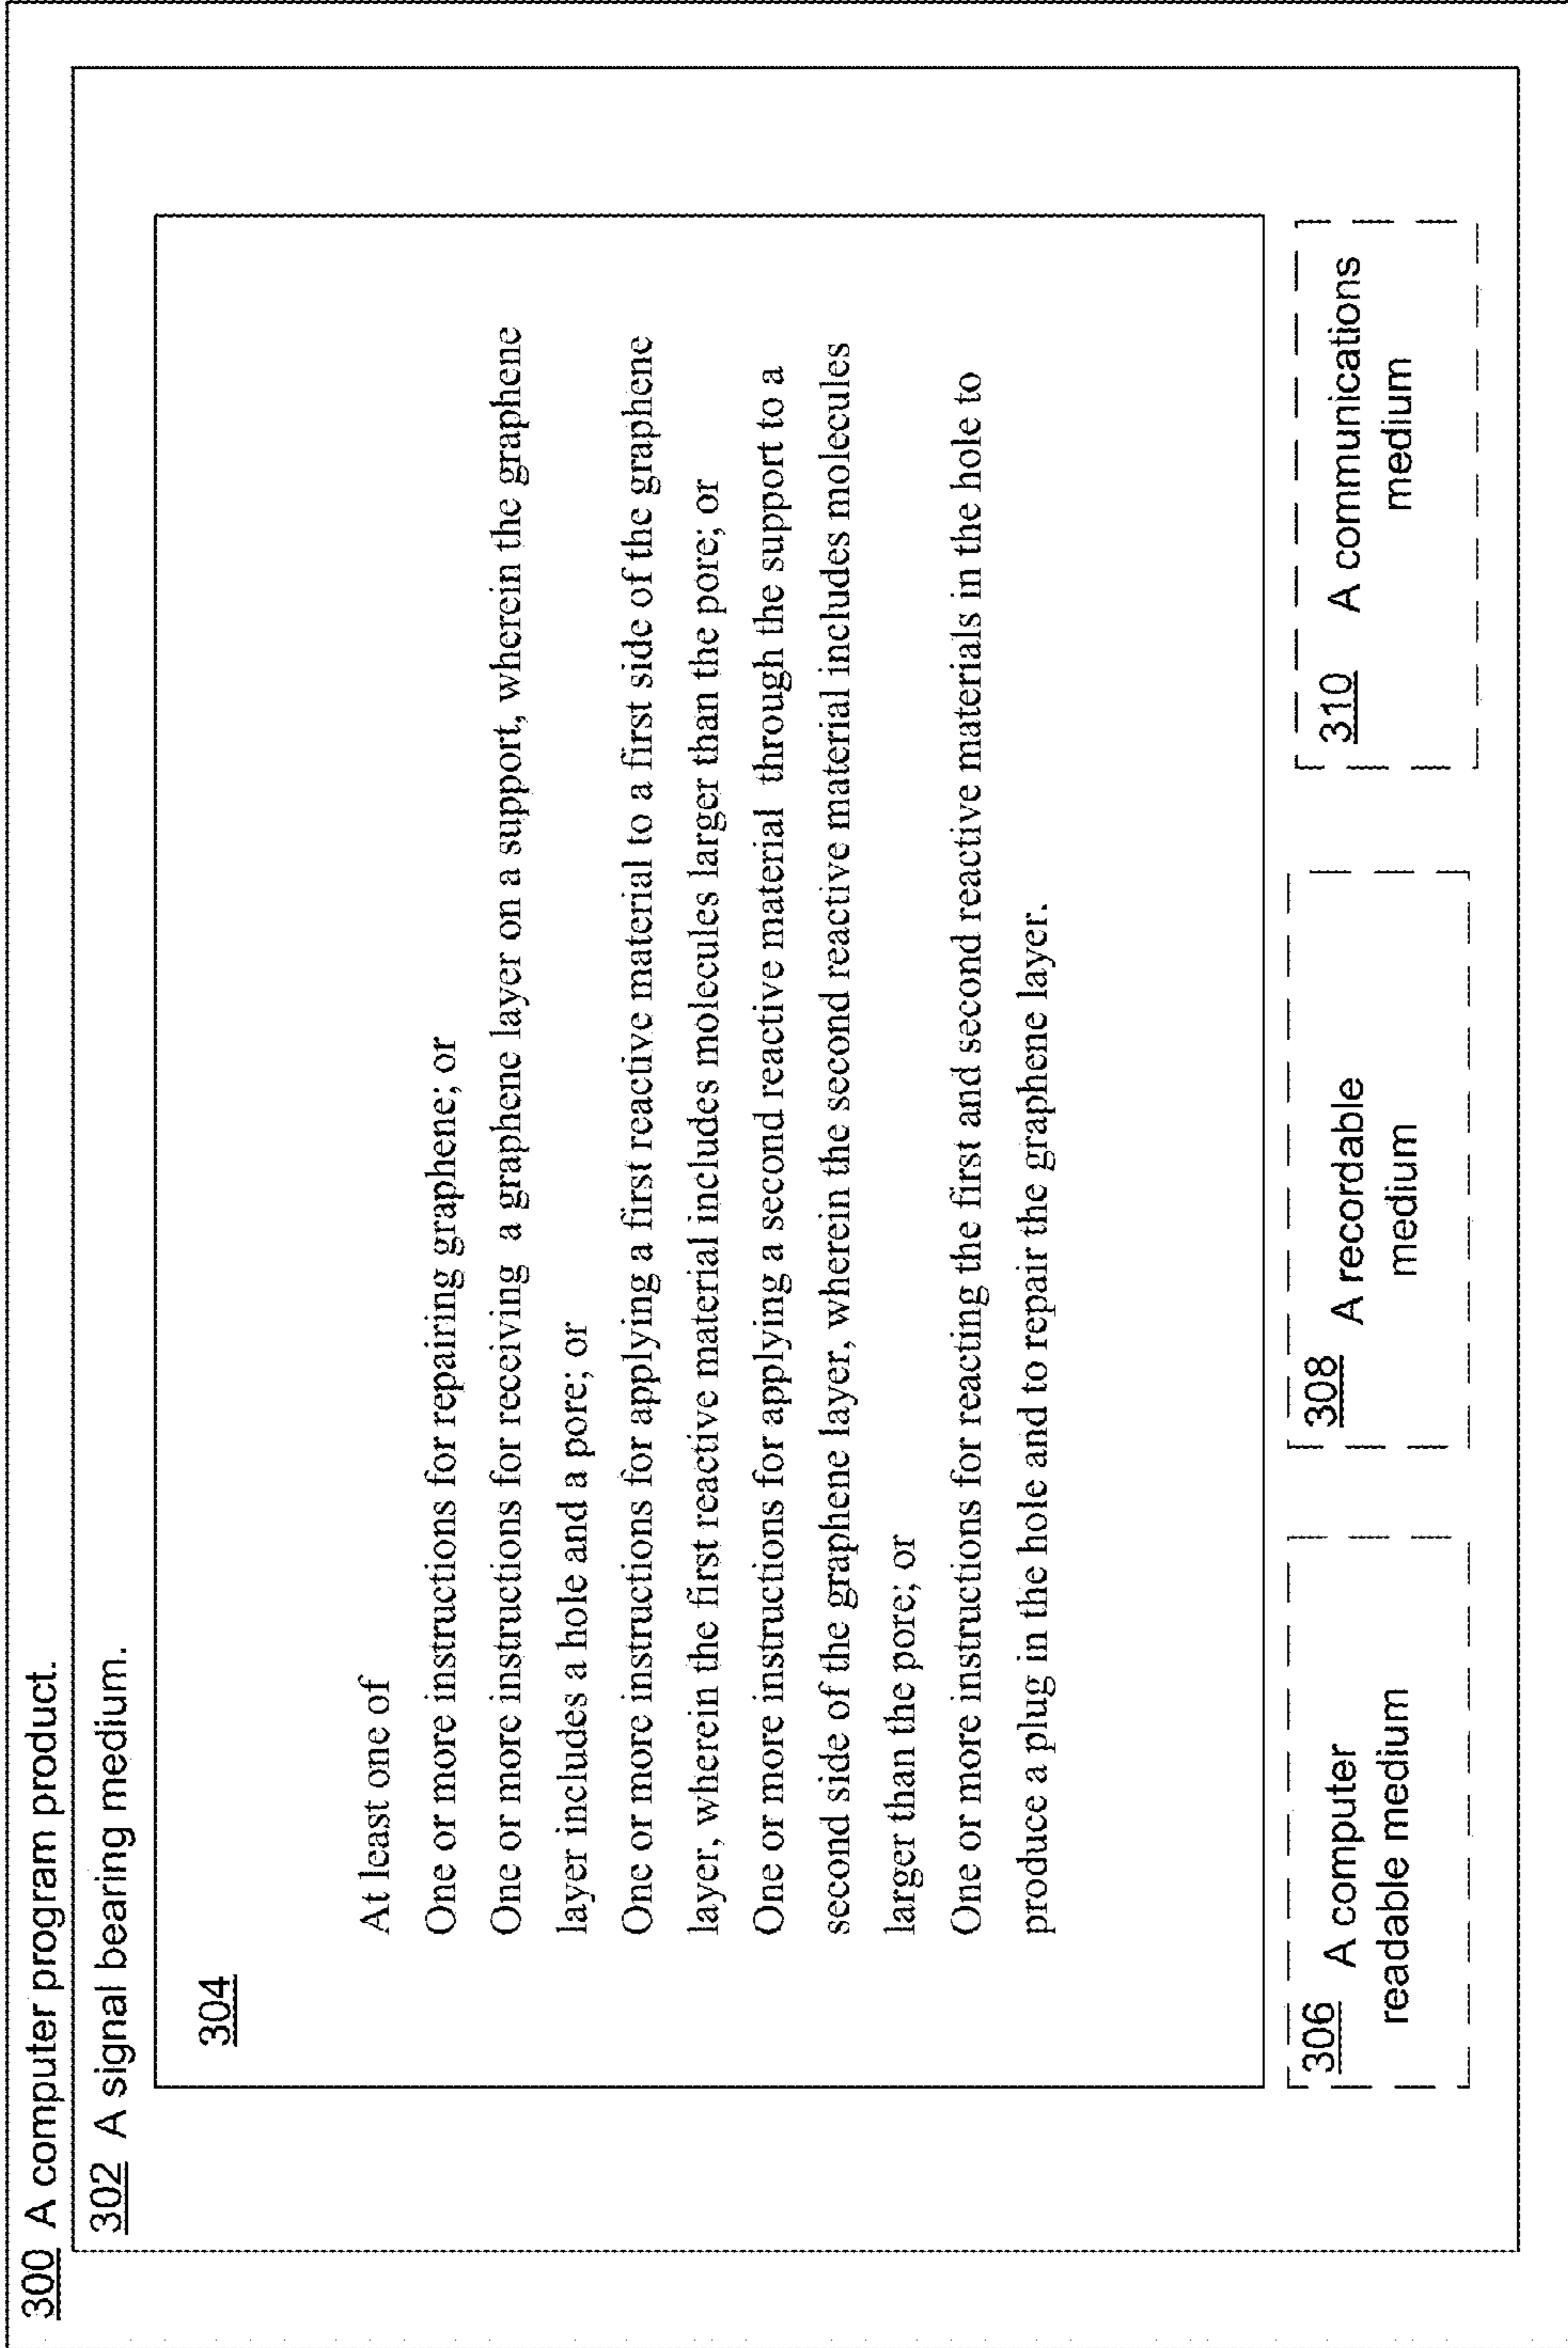 300 A computer program product.
302 A signal bearing medium.
304
At least one of
One or more instructions for repairing graphene; or
One or more instructions for receiving a graphene layer on a support, wherein the graphene
layer includes a hole and a pore; or
One or more instructions for applying a first reactive material to a first side of the graphene
layer, wherein the first reactive material includes molecules larger than the pore; or
One or more instructions for applying a second reactive material through the support to a
second side of the graphene layer, wherein the second reactive material includes molecules
larger than the pore; or
One or more instructions for reacting the first and second reactive materials in the hole to
produce a plug in the hole and to repair the graphene layer.
306 A computer
readable medium
308 A recordable
medium
310 A communications
medium